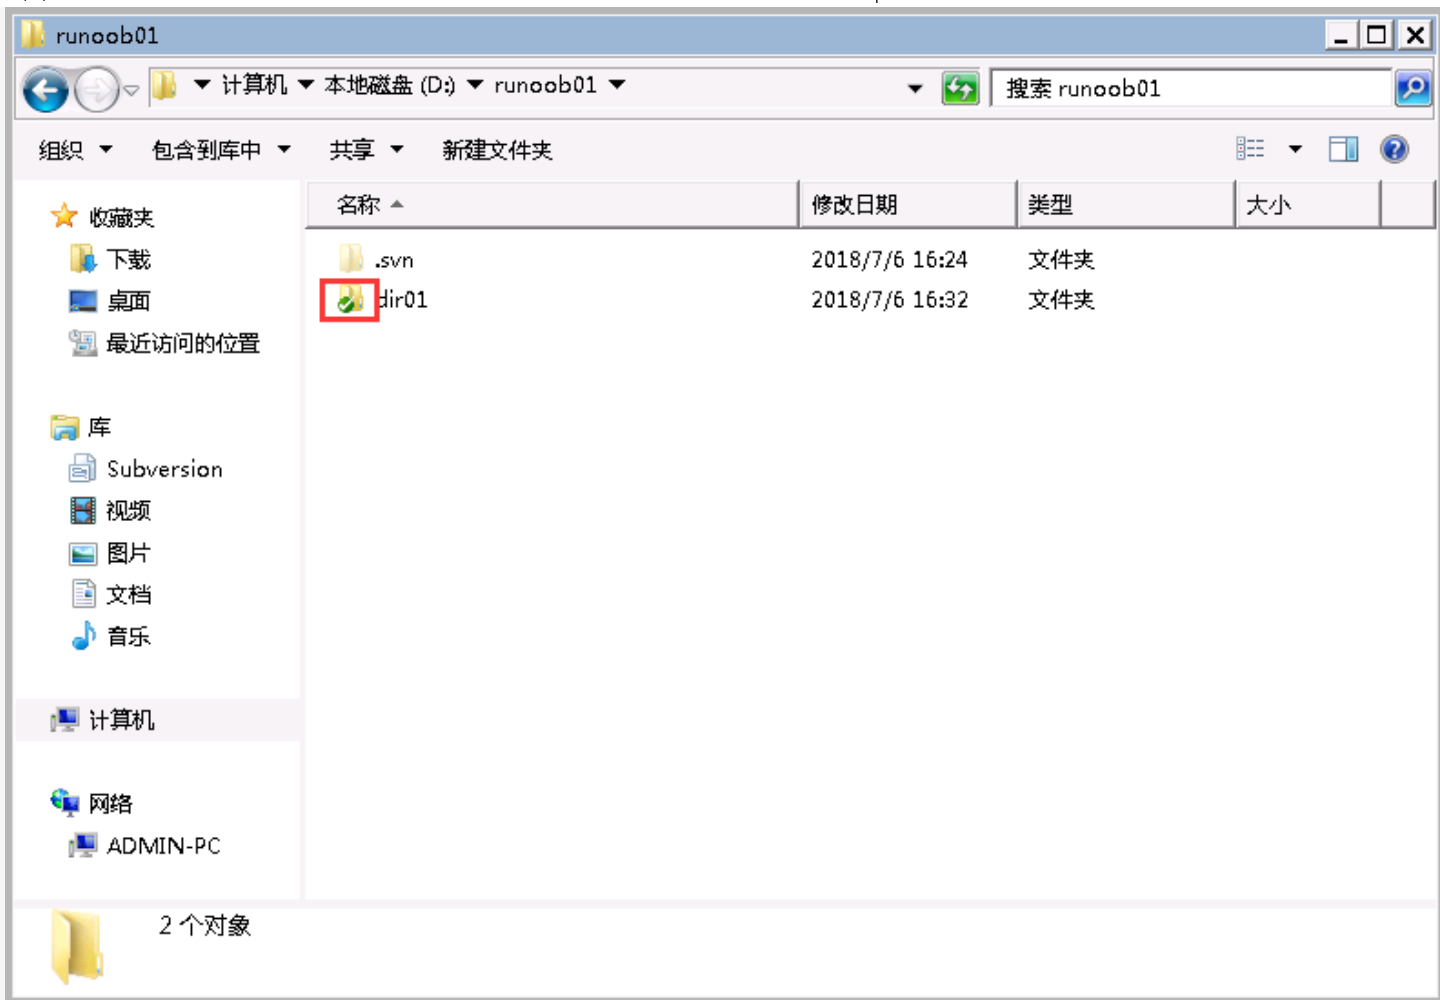 runoob01
计算机 本地磁盘 (D:) runoob01 搜索 runoob01
组织 包含到库中 共享 新建文件夹
名称 修改日期 类型 大小
收藏夹
下载
桌面
最近访问的位置
库
Subversion
视频
图片
文档
音乐
计算机
网络
ADMIN-PC
.svn 2018/7/6 16:24 文件夹
dir01 2018/7/6 16:32 文件夹
2 个对象